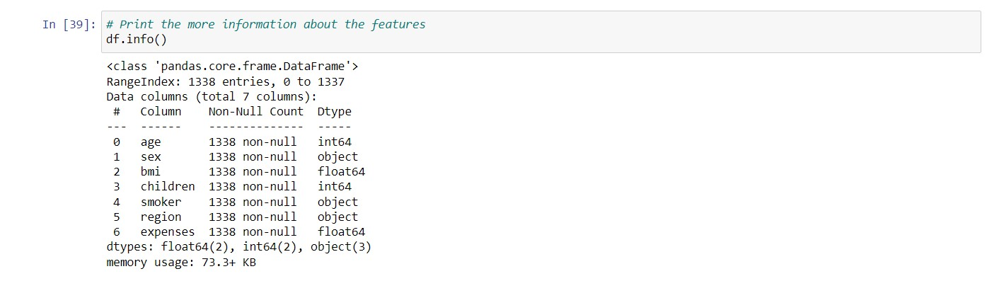 In [39]: # Print the more information about the features
df.info()
<class 'pandas.core.frame.DataFrame'>
RangeIndex: 1338 entries, 0 to 1337
Data columns (total 7 columns):
 #   Column    Non-Null Count  Dtype
---  ------    --------------  -----
 0   age       1338 non-null   int64
 1   sex       1338 non-null   object
 2   bmi       1338 non-null   float64
 3   children  1338 non-null   int64
 4   smoker    1338 non-null   object
 5   region    1338 non-null   object
 6   expenses  1338 non-null   float64
dtypes: float64(2), int64(2), object(3)
memory usage: 73.3+ KB